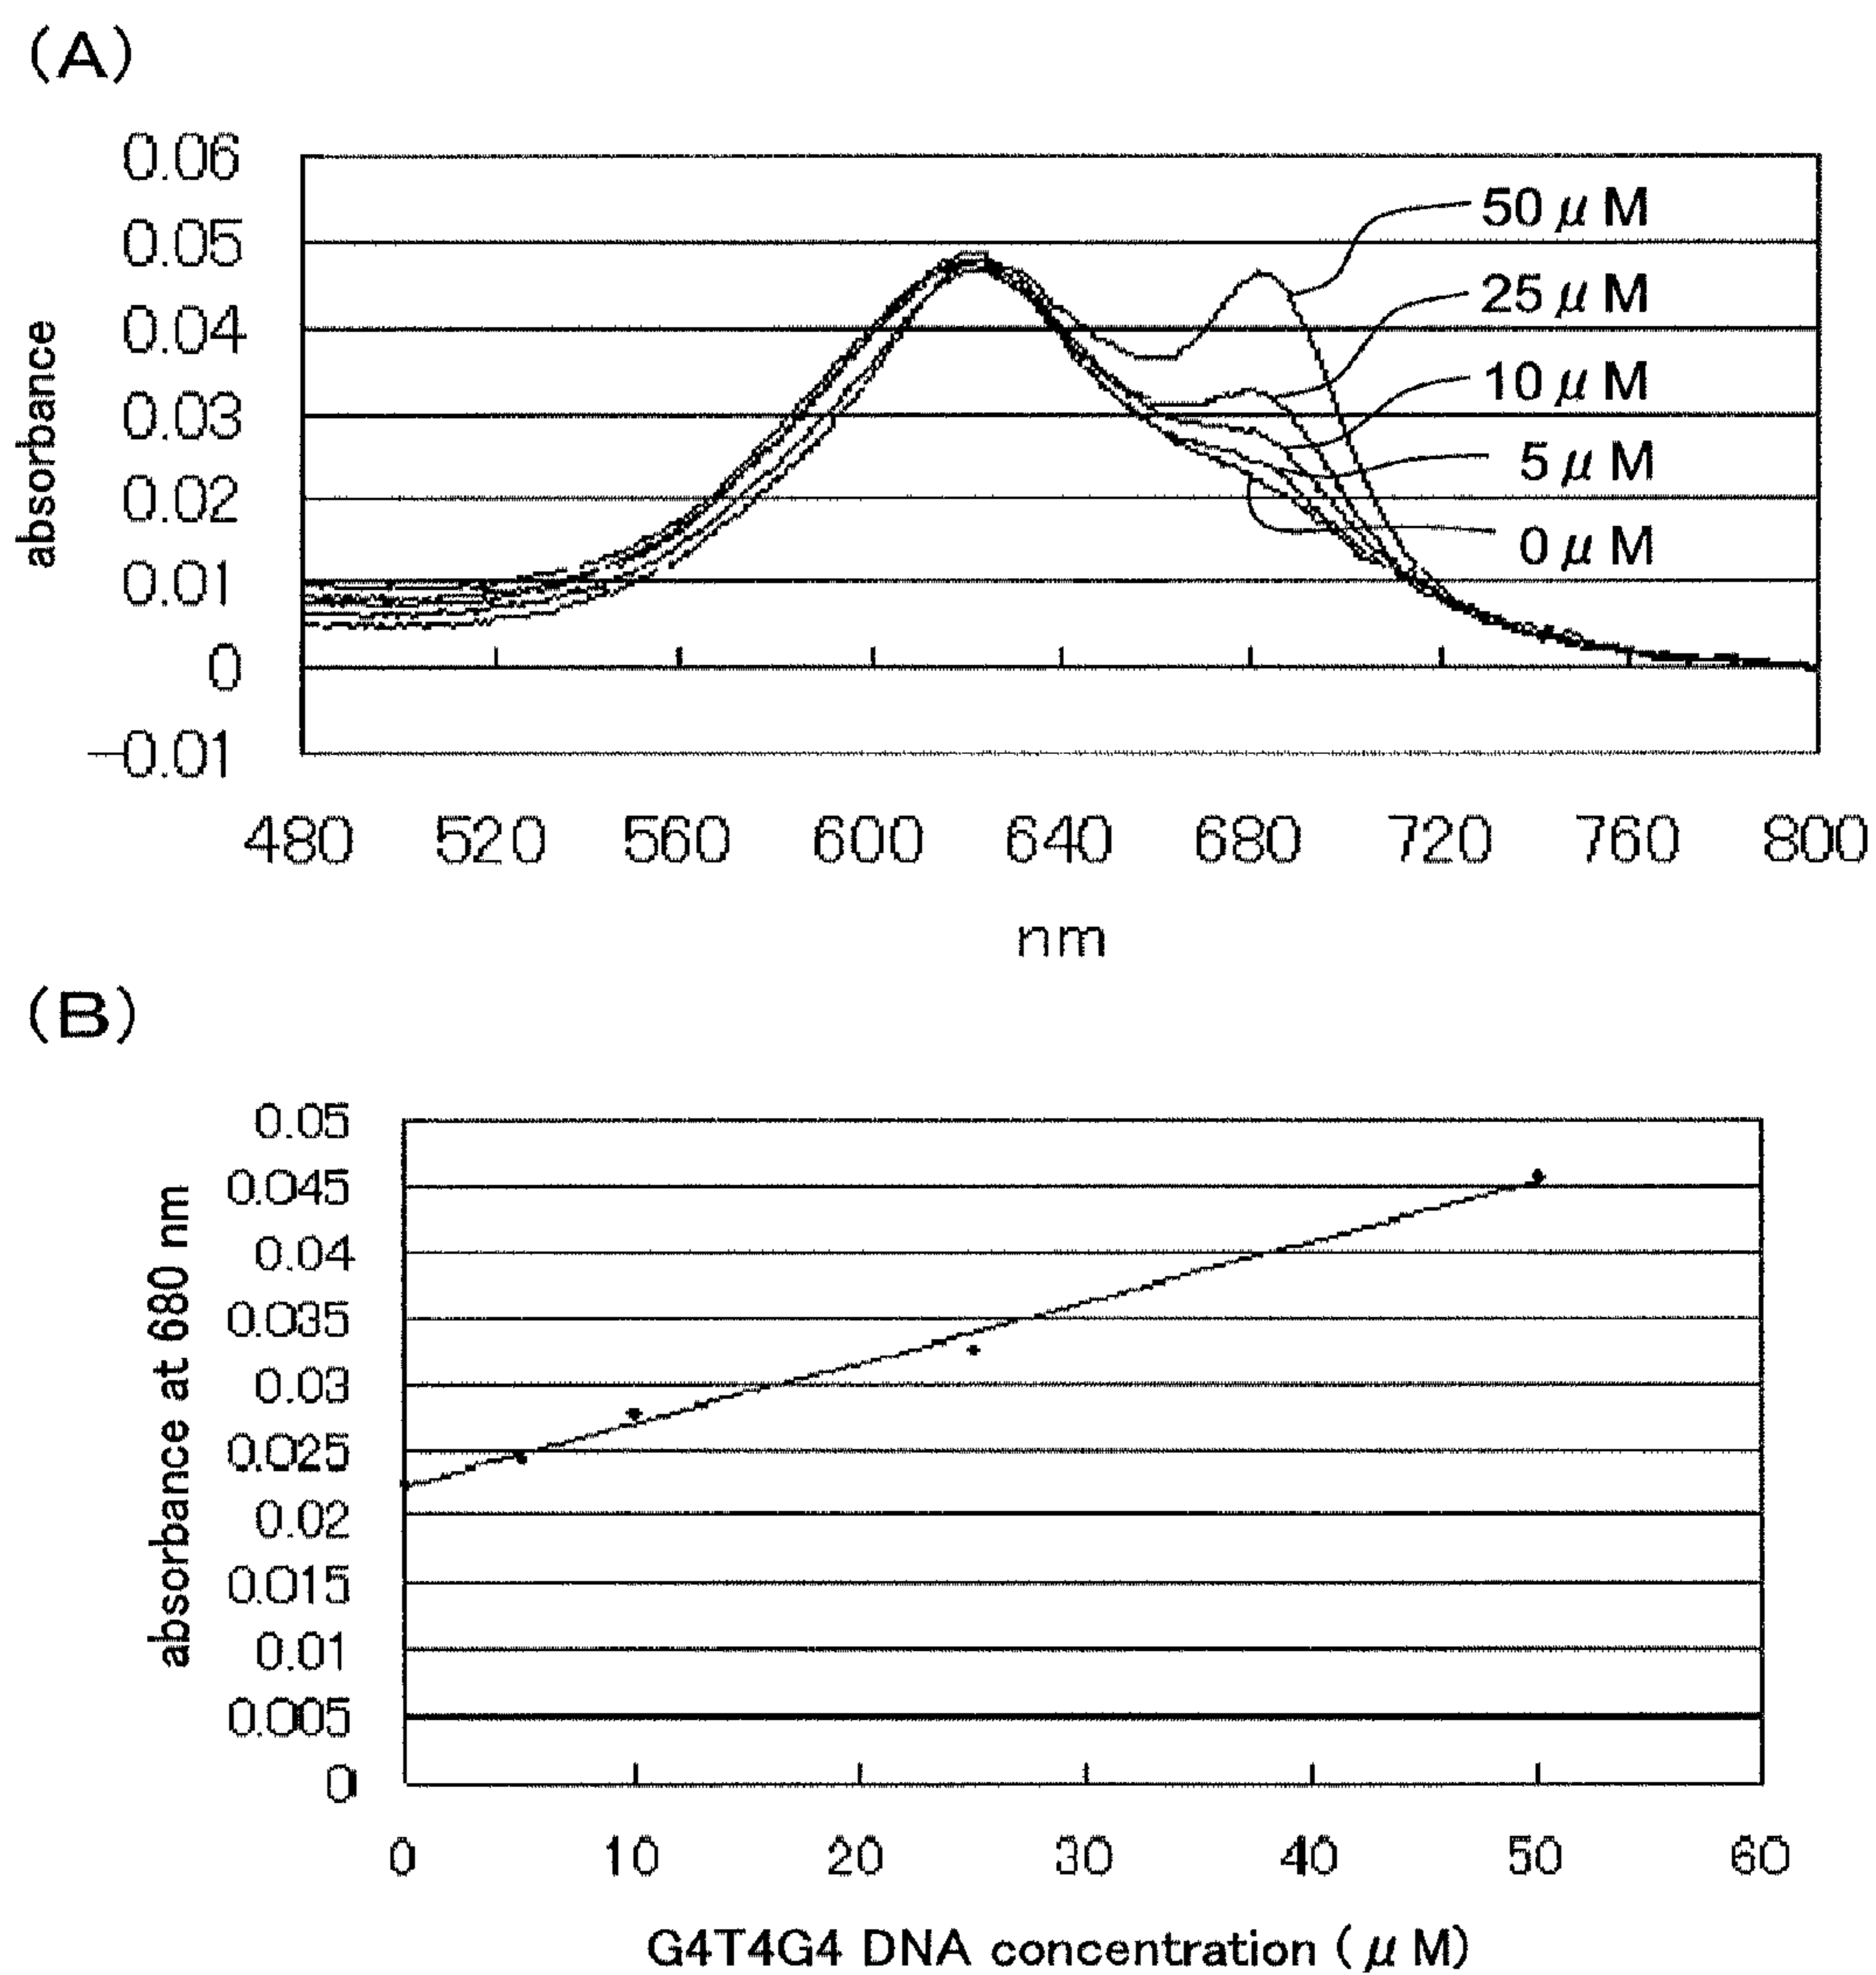 (A)
absorbance
0.06
0.05
0.04
0.03
0.02
0.01
0
−0.01
50 μ M
25 μ M
10 μ M
5 μ M
0 μ M
480 520 560 600 640 680 720 760 800
nm
(B)
absorbance at 680 nm
0.05
0.045
0.04
0.035
0.03
0.025
0.02
0.015
0.01
0.005
0
0 10 20 30 40 50 60
G4T4G4 DNA concentration (μ M)